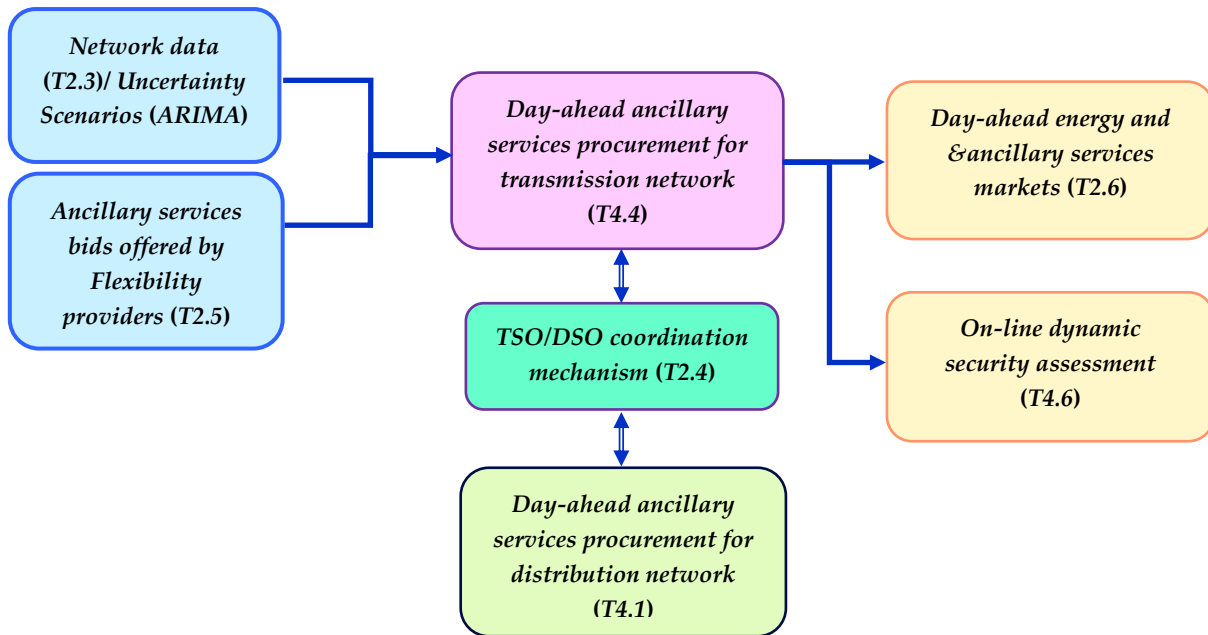 Network data
(T2.3)/ Uncertainty
Scenarios (ARIMA)
Ancillary services
bids offered by
Flexibility
providers (T2.5)
Day-ahead ancillary
services procurement for
transmission network
(T4.4)
TSO/DSO coordination
mechanism (T2.4)
Day-ahead ancillary
services procurement for
distribution network
(T4.1)
Day-ahead energy and
&ancillary services
markets (T2.6)
On-line dynamic
security assessment
(T4.6)